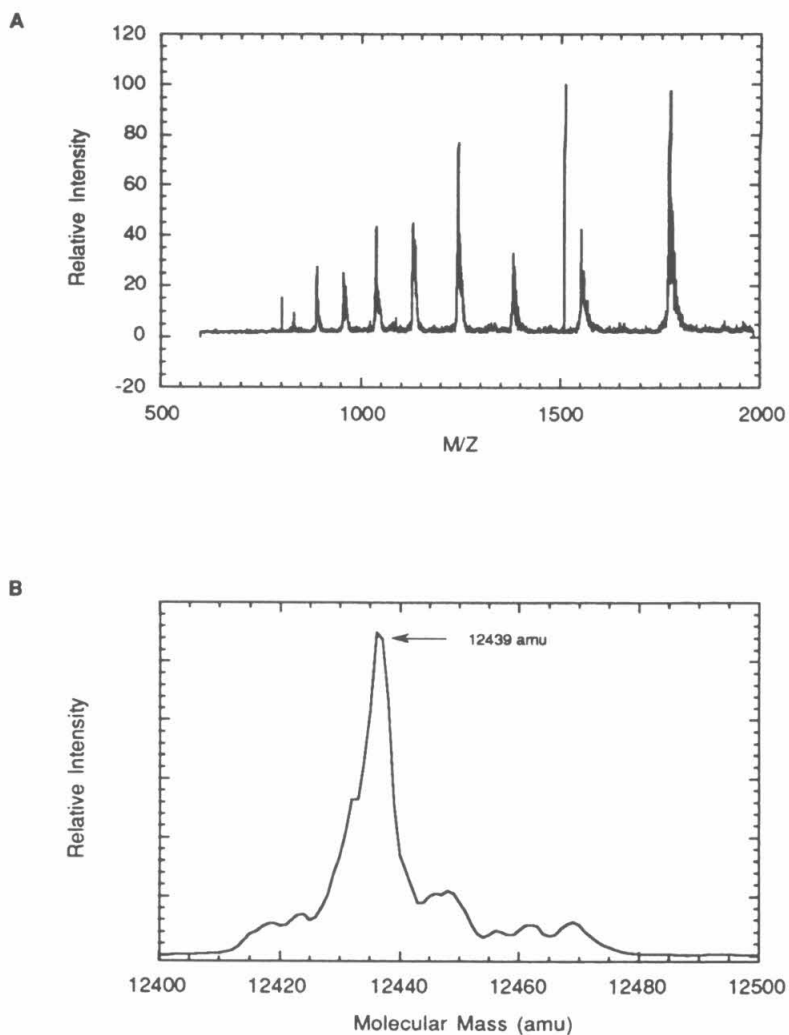 A
120
100
80
60
40
20
0
-20
Relative Intensity
500 1000 1500 2000
M/Z
B
12439 amu
Relative Intensity
12400 12420 12440 12460 12480 12500
Molecular Mass (amu)